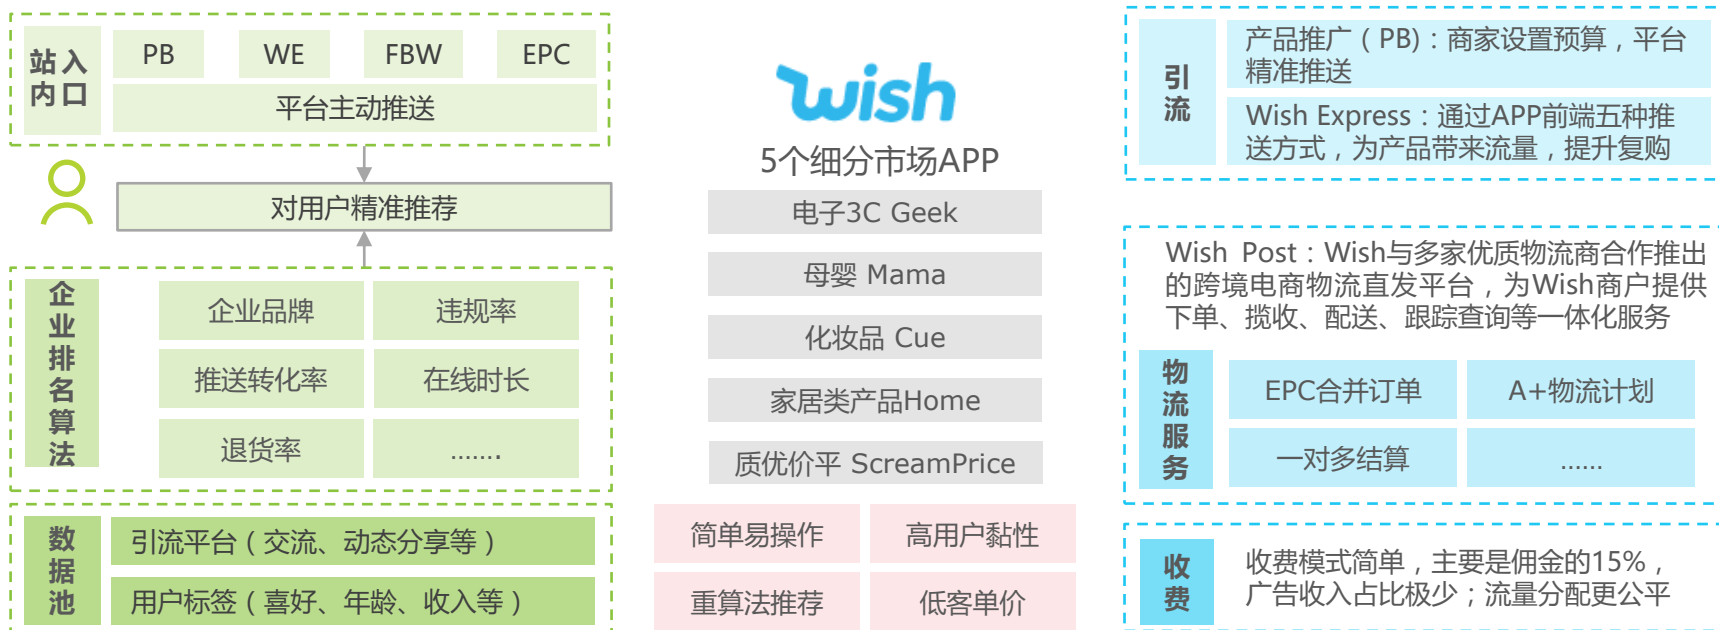 站内入口
PB
WE
FBW
EPC
平台主动推送
对用户精准推荐
企业排名算法
企业品牌
违规率
推送转化率
在线时长
退货率
…….
数据池
引流平台（交流、动态分享等）
用户标签（喜好、年龄、收入等）
wish
5个细分市场APP
电子3C Geek
母婴 Mama
化妆品 Cue
家居类产品Home
质优价平 ScreamPrice
简单易操作
高用户黏性
重算法推荐
低客单价
引流
产品推广（PB）：商家设置预算，平台
精准推送
Wish Express：通过APP前端五种推
送方式，为产品带来流量，提升复购
Wish Post：Wish与多家优质物流商合作推出
的跨境电商物流直发平台，为Wish商户提供
下单、揽收、配送、跟踪查询等一体化服务
物流服务
EPC合并订单
A+物流计划
一对多结算
……
收费
收费模式简单，主要是佣金的15%，
广告收入占比极少；流量分配更公平